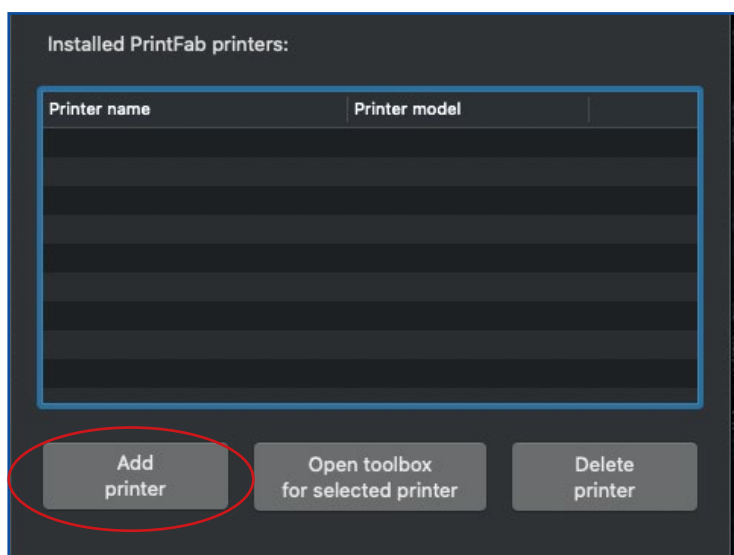 Installed PrintFab printers:
Printer name Printer model
Add
printer
Open toolbox
for selected printer
Delete
printer